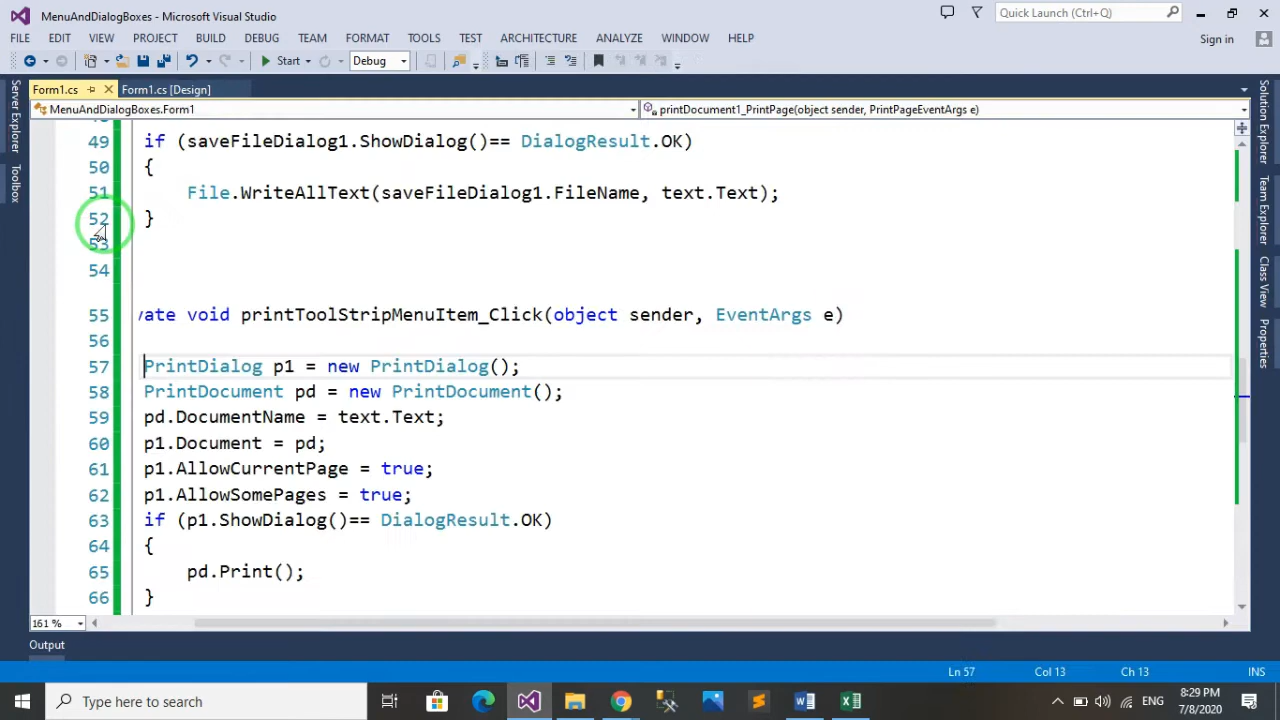 MenuAndDialogBoxes - Microsoft Visual Studio
Quick Launch (Ctrl+Q)
FILE EDIT VIEW PROJECT BUILD DEBUG TEAM FORMAT TOOLS TEST ARCHITECTURE ANALYZE WINDOW HELP
Sign in
Start
Debug
Form1.cs
Form1.cs [Design]
MenuAndDialogBoxes.Form1
printDocument1_PrintPage(object sender, PrintPageEventArgs e)
Server Explorer
Toolbox
Solution Explorer
Team Explorer
Class View
Properties
49 if (saveFileDialog1.ShowDialog()== DialogResult.OK)
50 {
51 File.WriteAllText(saveFileDialog1.FileName, text.Text);
52 }
53
54
55 vate void printToolStripMenuItem_Click(object sender, EventArgs e)
56
57 PrintDialog p1 = new PrintDialog();
58 PrintDocument pd = new PrintDocument();
59 pd.DocumentName = text.Text;
60 p1.Document = pd;
61 p1.AllowCurrentPage = true;
62 p1.AllowSomePages = true;
63 if (p1.ShowDialog()== DialogResult.OK)
64 {
65 pd.Print();
66 }
161 %
Output
Ln 57 Col 13 Ch 13 INS
Type here to search
ENG
8:29 PM
7/8/2020